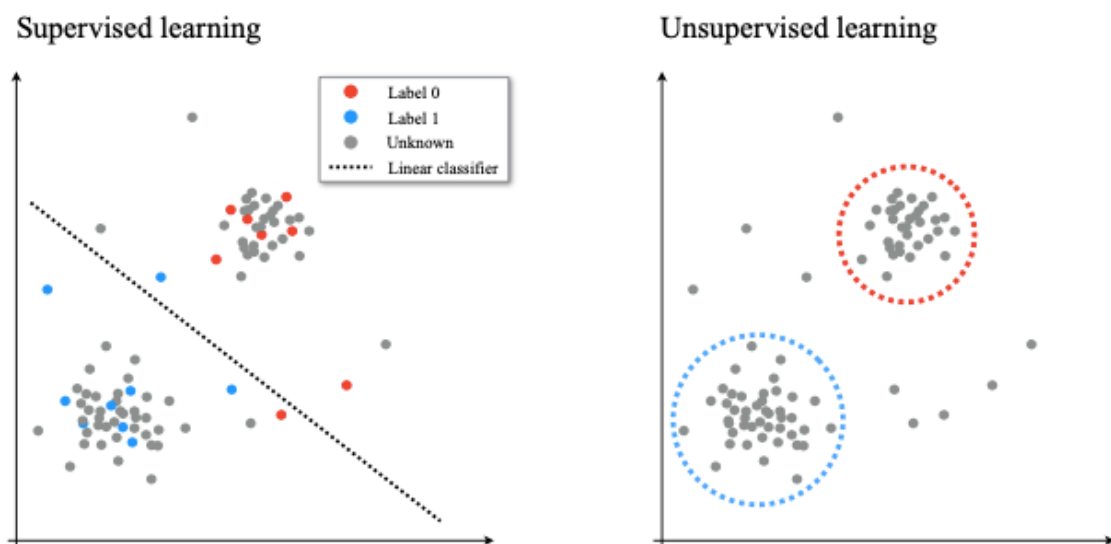 Supervised learning
Label 0
Label 1
Unknown
Linear classifier
Unsupervised learning